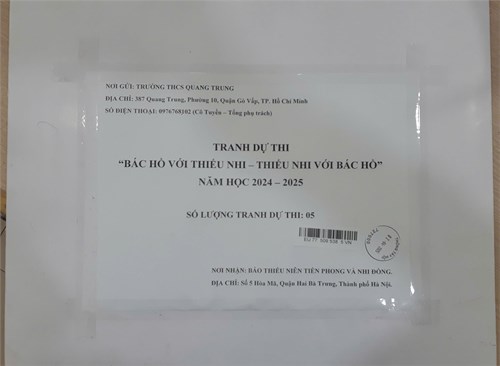 NƠI GỬI: TRƯỜNG THCS QUANG TRUNG
ĐỊA CHỈ: 387 Quang Trung, Phường 10, Quận Gò Vấp, TP. Hồ Chí Minh
SỐ ĐIỆN THOẠI: 0976768102 (Cô Tuyền – Tổng phụ trách)
TRANH DỰ THI
“BÁC HỒ VỚI THIẾU NHI – THIẾU NHI VỚI BÁC HỒ”
NĂM HỌC 2024 – 2025
SỐ LƯỢNG TRANH DỰ THI: 05
NƠI NHẬN: BÁO THIẾU NIÊN TIỀN PHONG VÀ NHI ĐỒNG.
ĐỊA CHỈ: Số 5 Hòa Mã, Quận Hai Bà Trưng, Thành phố Hà Nội.